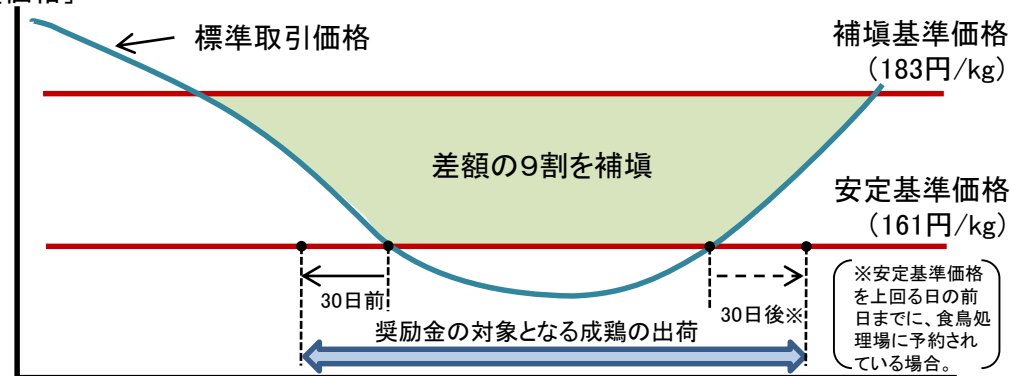 標準取引価格
補塡基準価格
（183円/kg）
差額の９割を補塡
安定基準価格
（161円/kg）
30日前
30日後※
奨励金の対象となる成鶏の出荷
※安定基準価格
を上回る日の前
日までに、食鳥処
理場に予約され
ている場合。